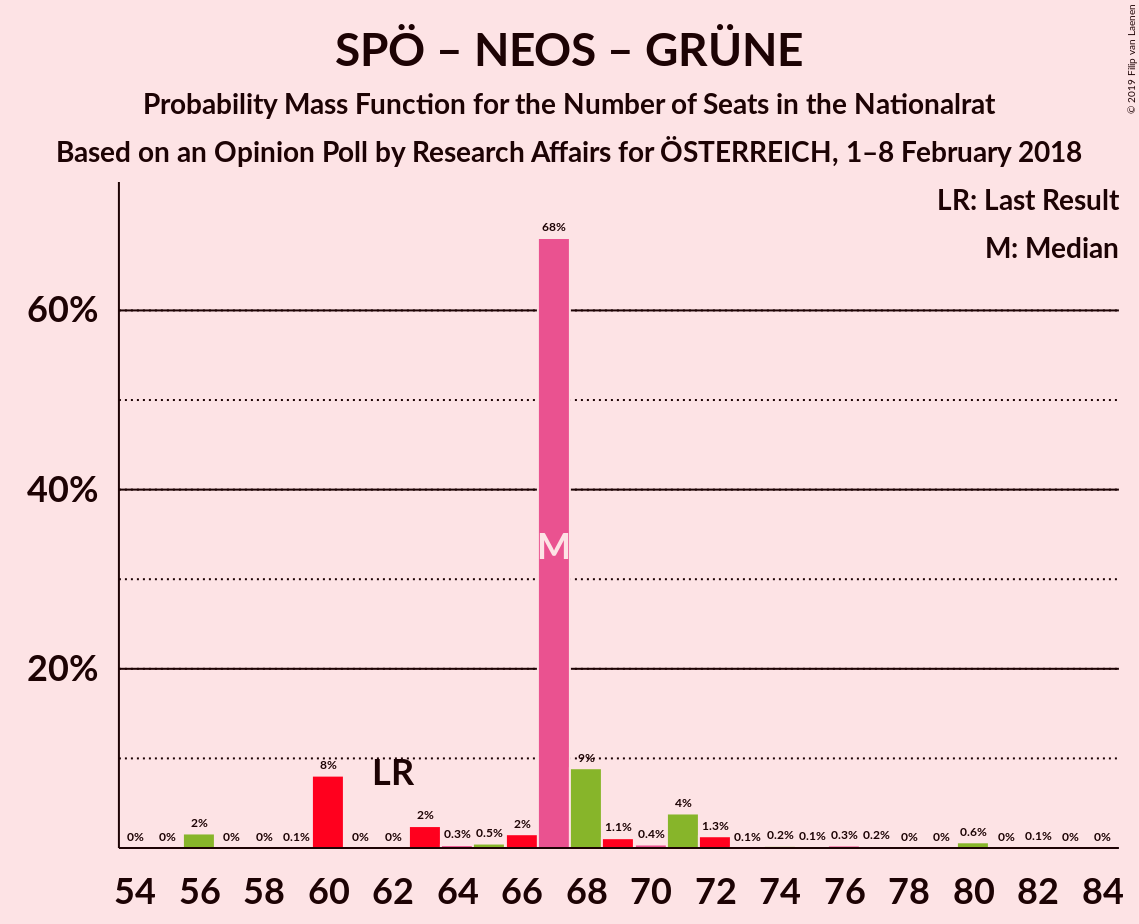 SPÖ – NEOS – GRÜNE
Probability Mass Function for the Number of Seats in the Nationalrat
Based on an Opinion Poll by Research Affairs for ÖSTERREICH, 1–8 February 2018
© 2019 Filip van Laenen
LR: Last Result
M: Median
60%
40%
20%
0% 0% 2% 0% 0% 0.1% 8% 0% 0% 2% 0.3% 0.5% 2% 68% 9% 1.1% 0.4% 4% 1.3% 0.1% 0.2% 0.1% 0.3% 0.2% 0% 0% 0.6% 0% 0.1% 0% 0%
LR
M
54 56 58 60 62 64 66 68 70 72 74 76 78 80 82 84